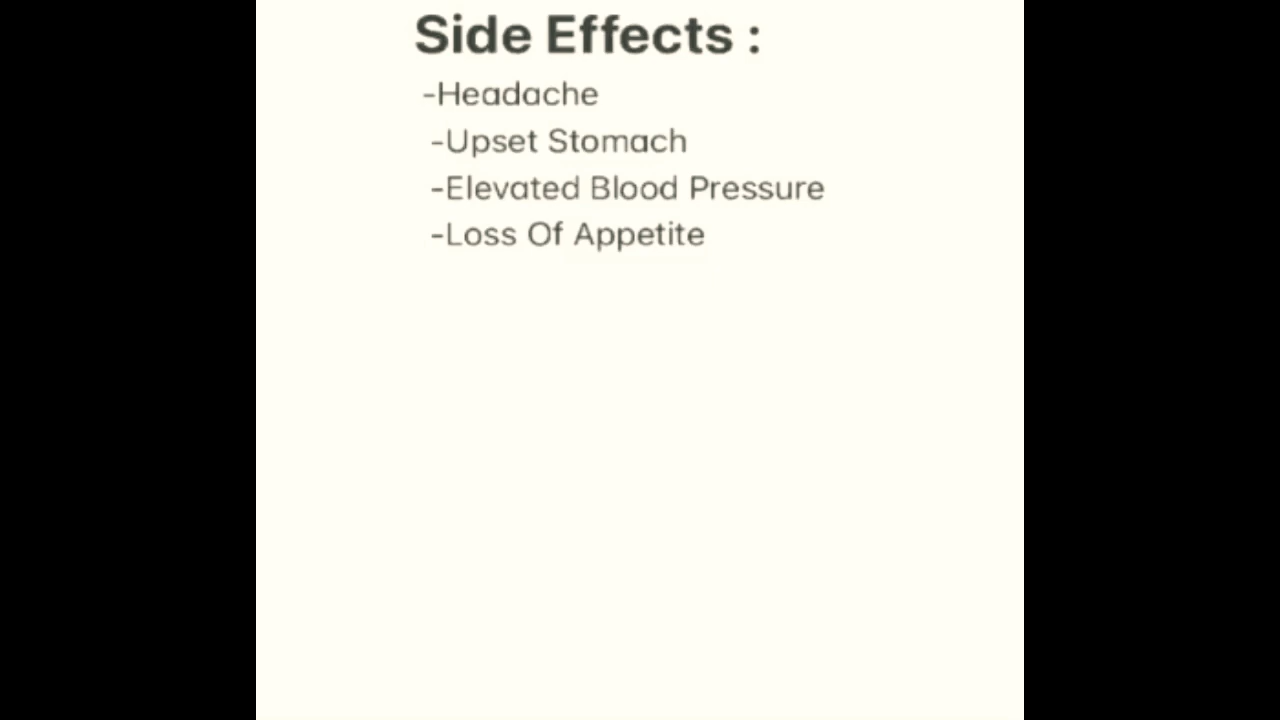 Side Effects :
-Headache
-Upset Stomach
-Elevated Blood Pressure
-Loss Of Appetite